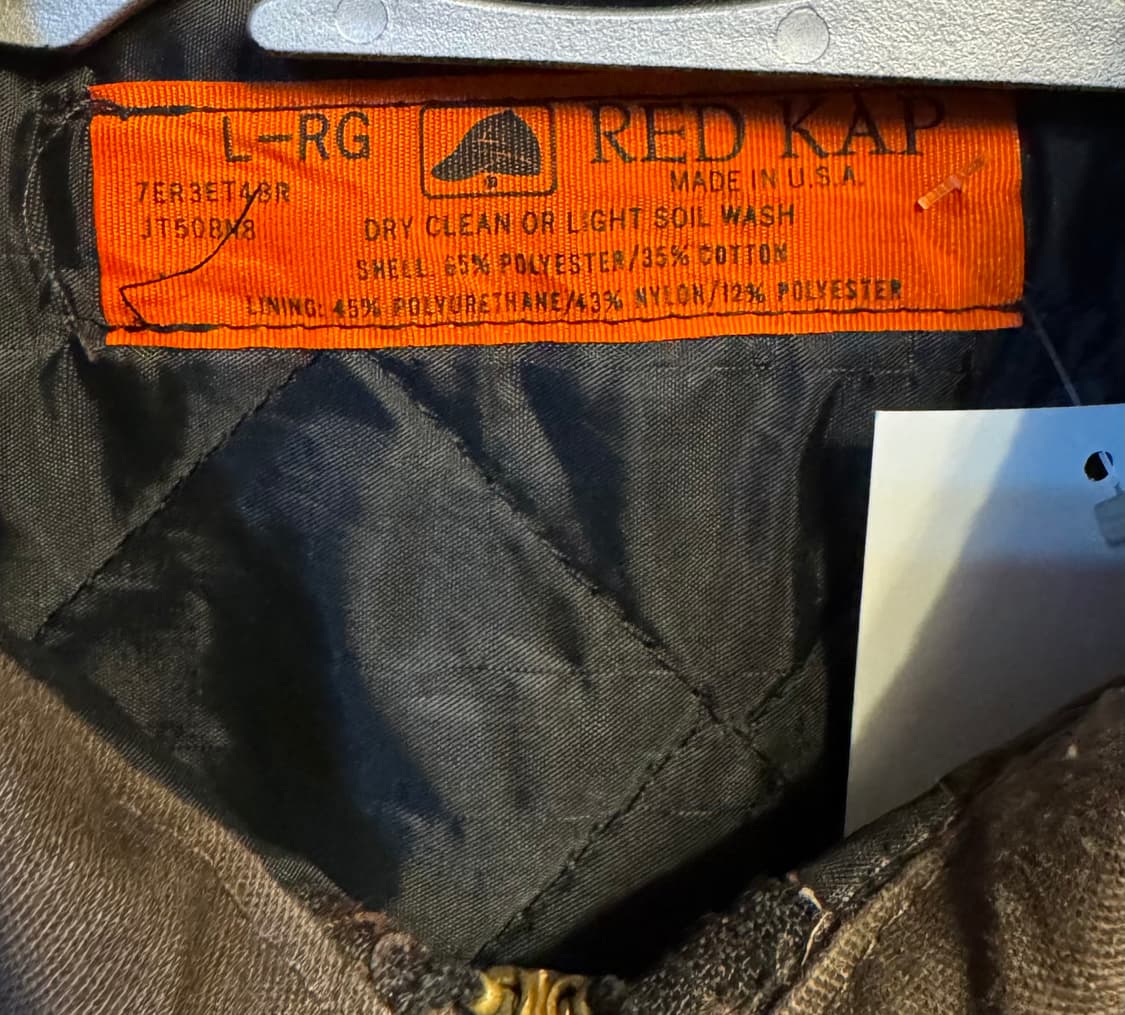 L-RG RED KAP
MADE IN U.S.A.
7ER3ET48R
JT50BN8
DRY CLEAN OR LIGHT SOIL WASH
SHELL: 65% POLYESTER/35% COTTON
LINING: 45% POLYURETHANE/43% NYLON/12% POLYESTER